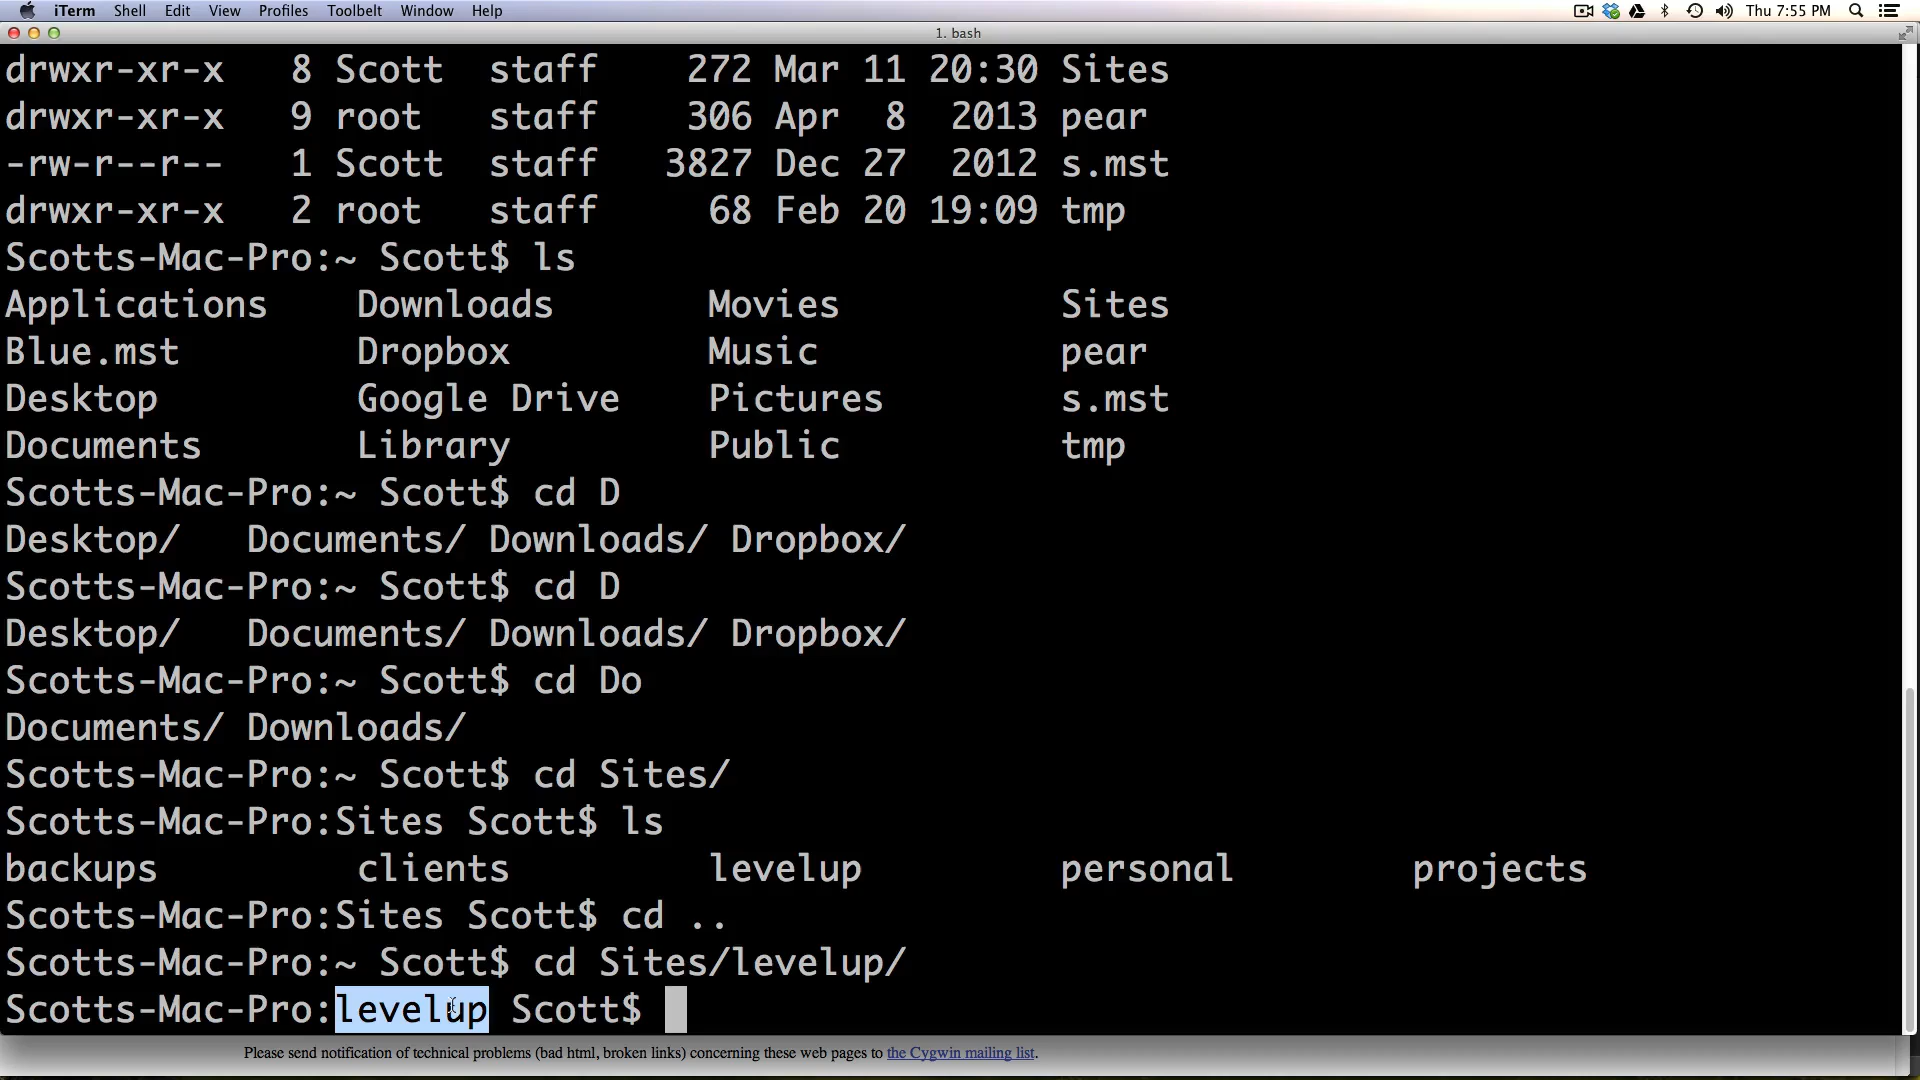 iTerm Shell Edit View Profiles Toolbelt Window Help Thu 7:55 PM
1. bash
drwxr-xr-x 8 Scott staff 272 Mar 11 20:30 Sites
drwxr-xr-x 9 root staff 306 Apr 8 2013 pear
-rw-r--r-- 1 Scott staff 3827 Dec 27 2012 s.mst
drwxr-xr-x 2 root staff 68 Feb 20 19:09 tmp
Scotts-Mac-Pro:~ Scott$ ls
Applications Downloads Movies Sites
Blue.mst Dropbox Music pear
Desktop Google Drive Pictures s.mst
Documents Library Public tmp
Scotts-Mac-Pro:~ Scott$ cd D
Desktop/ Documents/ Downloads/ Dropbox/
Scotts-Mac-Pro:~ Scott$ cd D
Desktop/ Documents/ Downloads/ Dropbox/
Scotts-Mac-Pro:~ Scott$ cd Do
Documents/ Downloads/
Scotts-Mac-Pro:~ Scott$ cd Sites/
Scotts-Mac-Pro:Sites Scott$ ls
backups clients levelup personal projects
Scotts-Mac-Pro:Sites Scott$ cd ..
Scotts-Mac-Pro:~ Scott$ cd Sites/levelup/
Scotts-Mac-Pro:levelup Scott$
Please send notification of technical problems (bad html, broken links) concerning these web pages to the Cygwin mailing list.